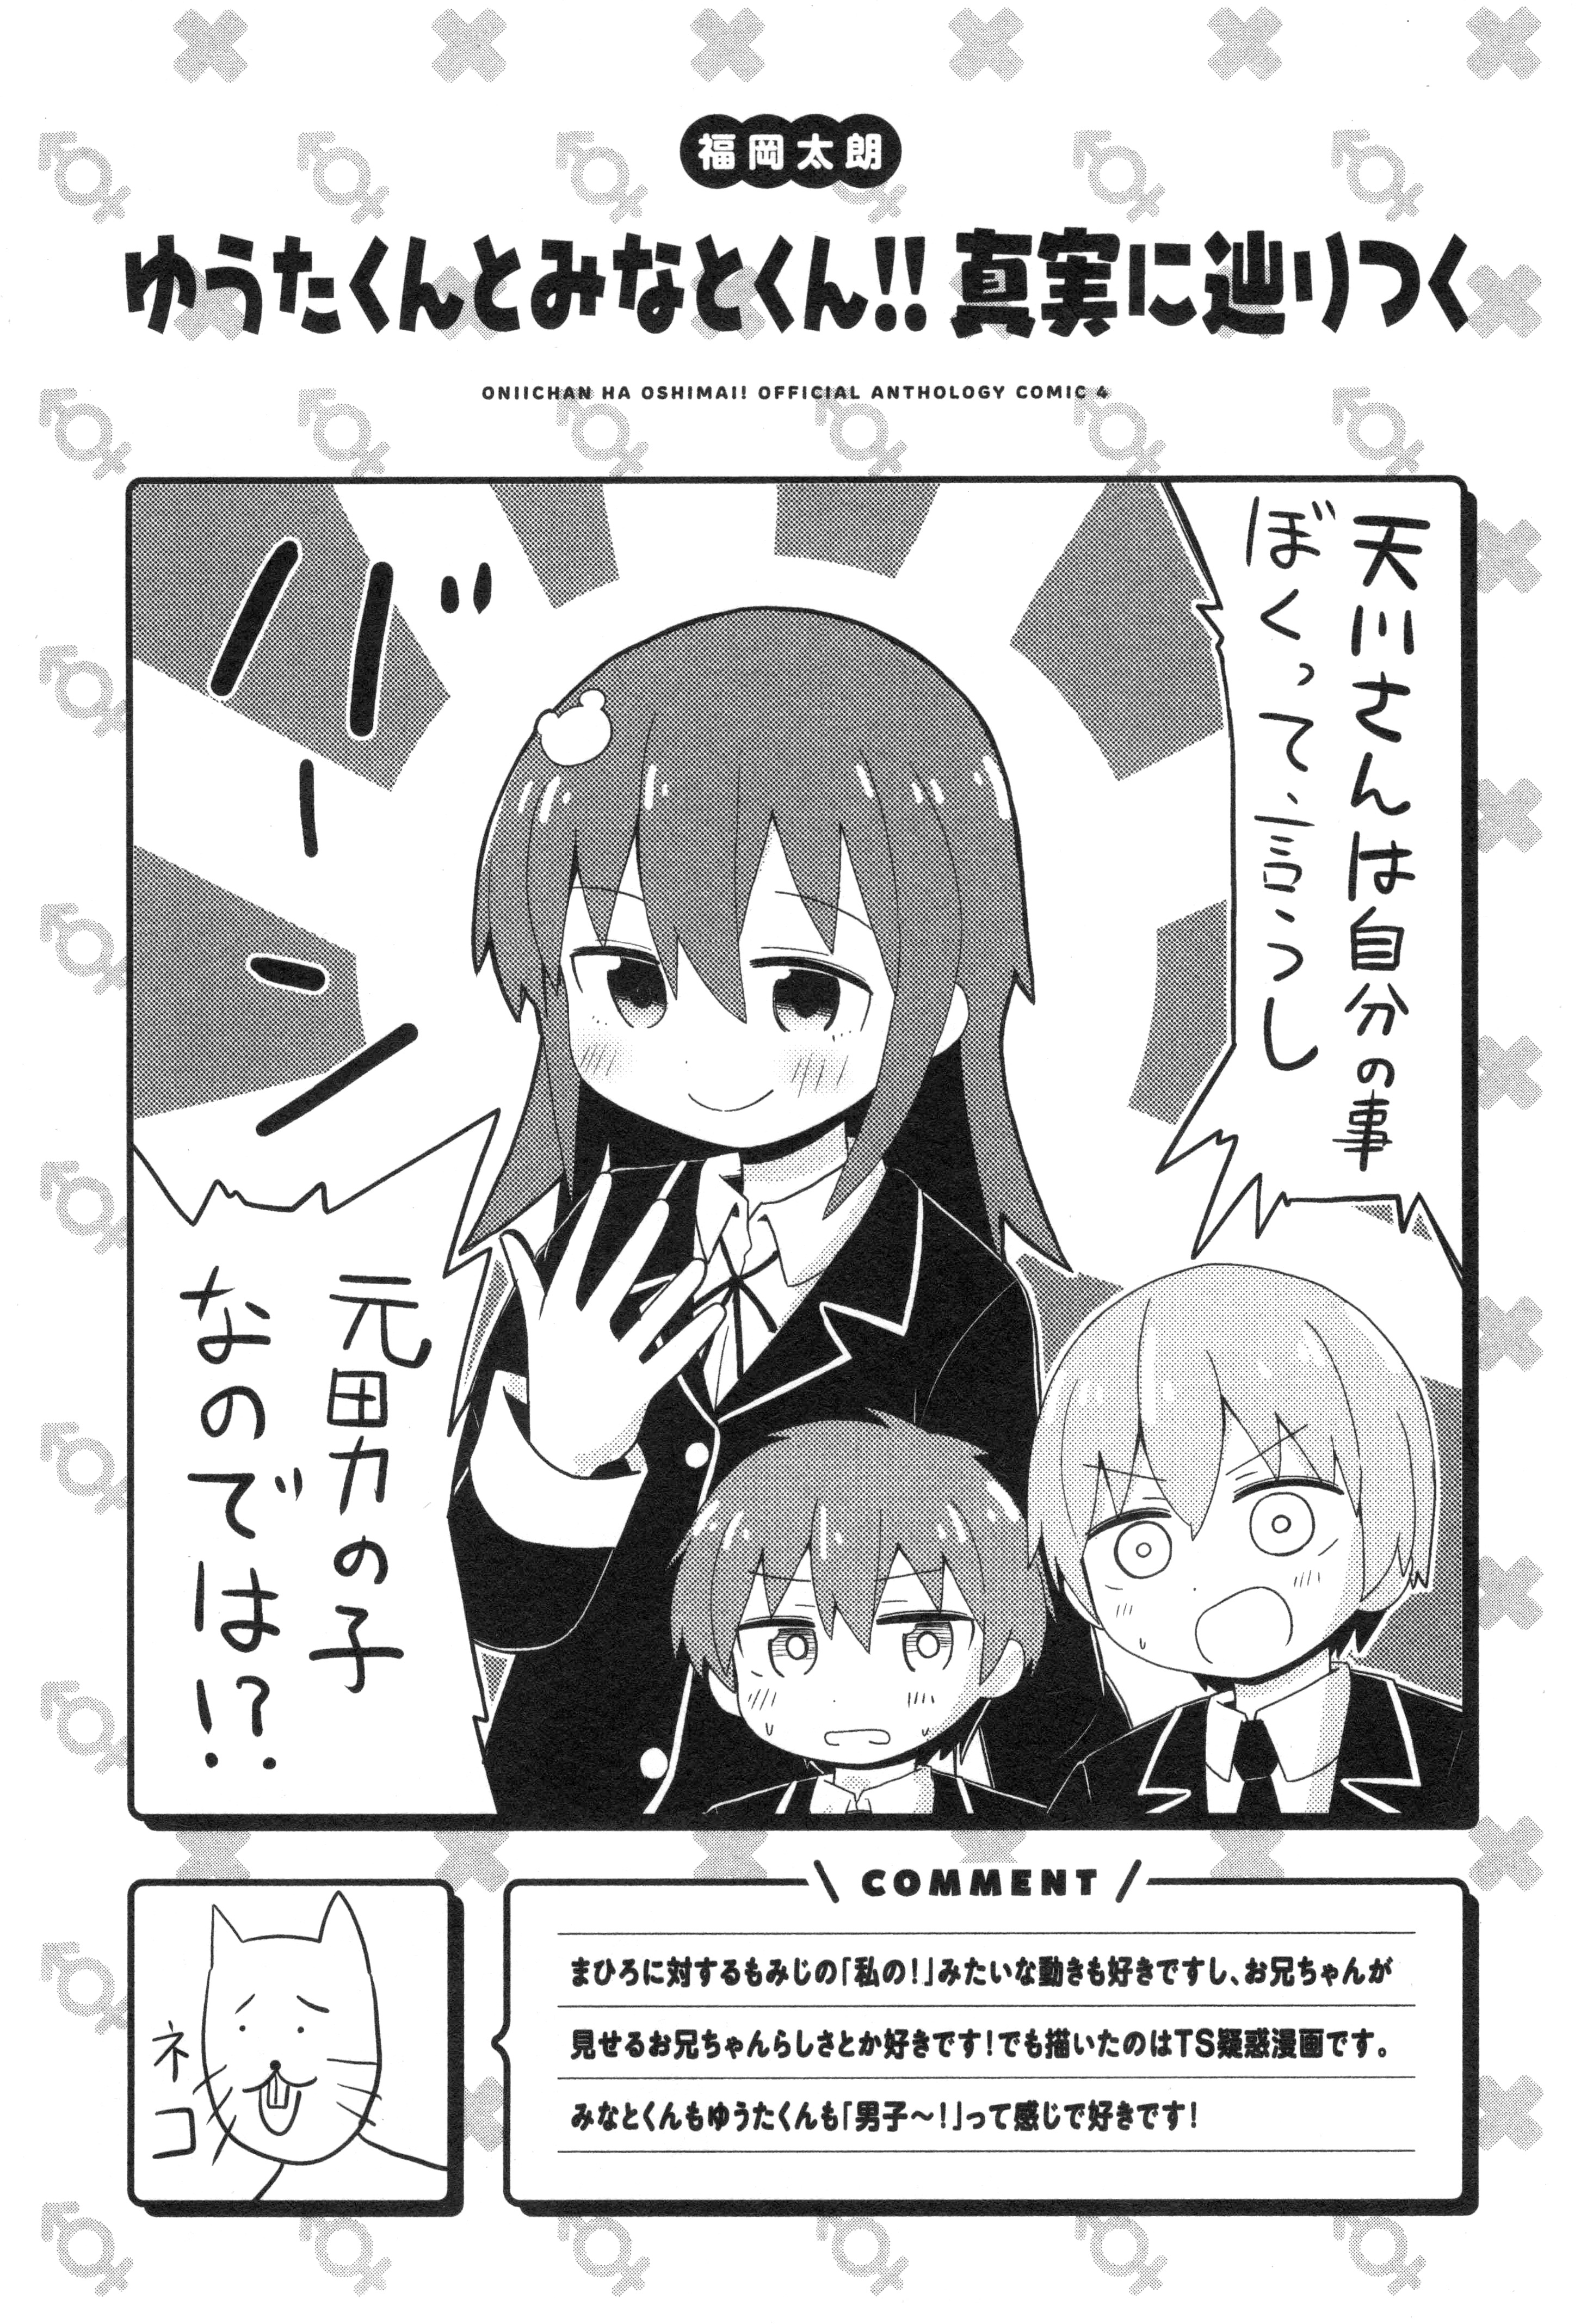 福岡太朗
ゆうたくんとみなとくん!! 真実に辿りつく
ONIICHAN HA OSHIMAI! OFFICIAL ANTHOLOGY COMIC 4
天川さんは自分の事
ぼくって言うし
バーン
元男の子
なのでは!?
COMMENT
まひろに対するもみじの「私の!」みたいな動きも好きですし、お兄ちゃんが
見せるお兄ちゃんらしさとか好きです!でも描いたのはTS疑惑漫画です。
みなとくんもゆうたくんも「男子〜!」って感じで好きです!
ネコ